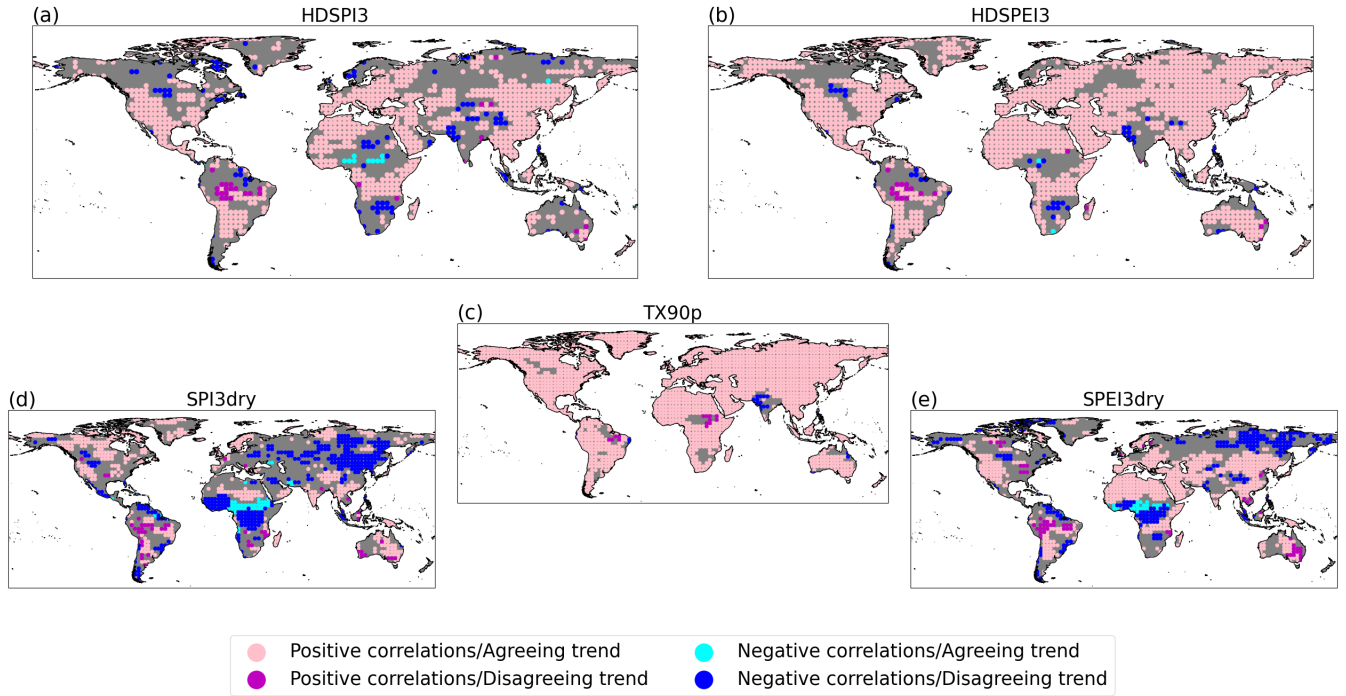 (a) HDSPI3
(b) HDSPEI3
(c) TX90p
(d) SPI3dry
(e) SPEI3dry
Positive correlations/Agreeing trend
Positive correlations/Disagreeing trend
Negative correlations/Agreeing trend
Negative correlations/Disagreeing trend